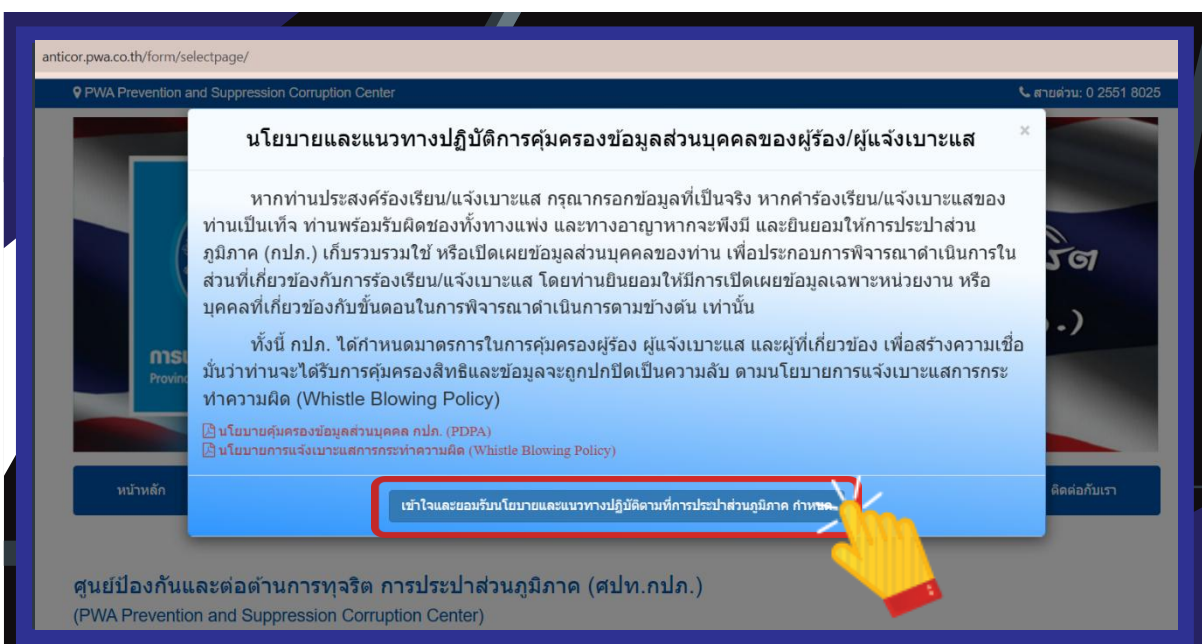 anticor.pwa.co.th/form/selectpage/
PWA Prevention and Suppression Corruption Center
สายด่วน: 0 2551 8025
นโยบายและแนวทางปฏิบัติการคุ้มครองข้อมูลส่วนบุคคลของผู้ร้อง/ผู้แจ้งเบาะแส
×
หากท่านประสงค์ร้องเรียน/แจ้งเบาะแส กรุณากรอกข้อมูลที่เป็นจริง หากคำร้องเรียน/แจ้งเบาะแสของ
ท่านเป็นเท็จ ท่านพร้อมรับผิดชองทั้งทางแพ่ง และทางอาญาหากจะพึงมี และยินยอมให้การประปาส่วน
ภูมิภาค (กปภ.) เก็บรวบรวมใช้ หรือเปิดเผยข้อมูลส่วนบุคคลของท่าน เพื่อประกอบการพิจารณาดำเนินการใน
ส่วนที่เกี่ยวข้องกับการร้องเรียน/แจ้งเบาะแส โดยท่านยินยอมให้มีการเปิดเผยข้อมูลเฉพาะหน่วยงาน หรือ
บุคคลที่เกี่ยวข้องกับขั้นตอนในการพิจารณาดำเนินการตามข้างต้น เท่านั้น
ทั้งนี้ กปภ. ได้กำหนดมาตรการในการคุ้มครองผู้ร้อง ผู้แจ้งเบาะแส และผู้ที่เกี่ยวข้อง เพื่อสร้างความเชื่อ
มั่นว่าท่านจะได้รับการคุ้มครองสิทธิและข้อมูลจะถูกปกปิดเป็นความลับ ตามนโยบายการแจ้งเบาะแสการกระ
ทำความผิด (Whistle Blowing Policy)
นโยบายคุ้มครองข้อมูลส่วนบุคคล กปภ. (PDPA)
นโยบายการแจ้งเบาะแสการกระทำความผิด (Whistle Blowing Policy)
หน้าหลัก
เข้าใจและยอมรับนโยบายและแนวทางปฏิบัติตามที่การประปาส่วนภูมิภาค กำหนด
ติดต่อกับเรา
ศูนย์ป้องกันและต่อต้านการทุจริต การประปาส่วนภูมิภาค (ศปท.กปภ.)
(PWA Prevention and Suppression Corruption Center)